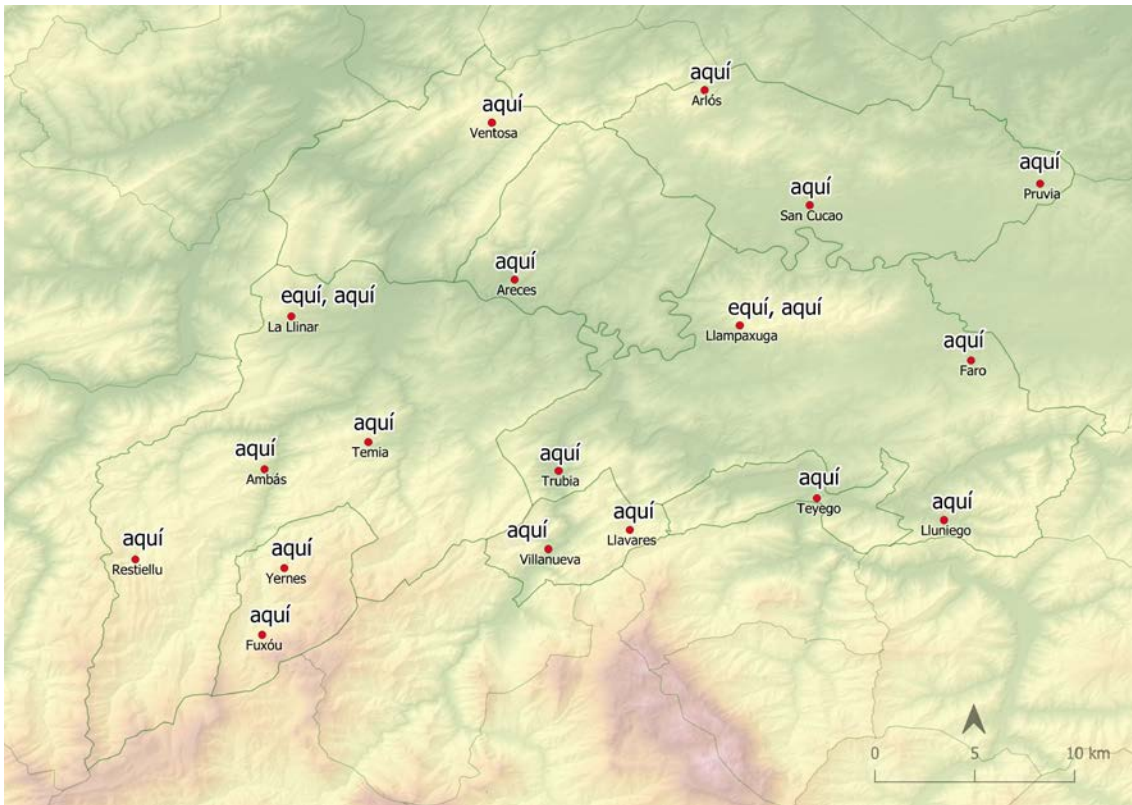 aquí
Arlós
aquí
Ventosa
aquí
Pruvia
aquí
San Cucao
aquí
Areces
equí, aquí
La Llinar
equí, aquí
Llampaxuga
aquí
Faro
aquí
Temia
aquí
Ambás
aquí
Trubia
aquí
Teyego
aquí
Lluniego
aquí
Llavares
aquí
Villanueva
aquí
Restiellu
aquí
Yernes
aquí
Fuxóu
0 5 10 km